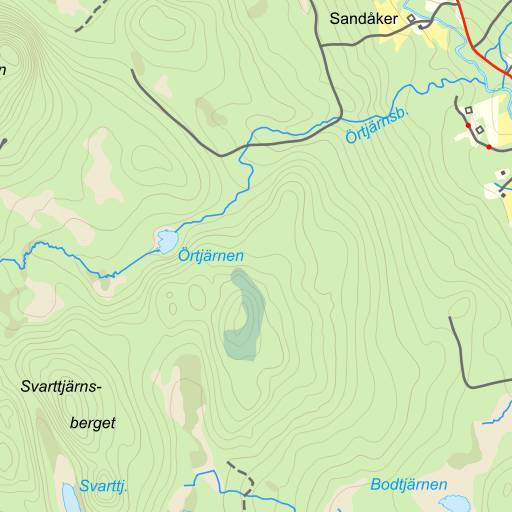 Sandåker
n
Örtjärnsb.
Örtjärnen
Svarttjärns-
berget
Svarttj.
Bodtjärnen